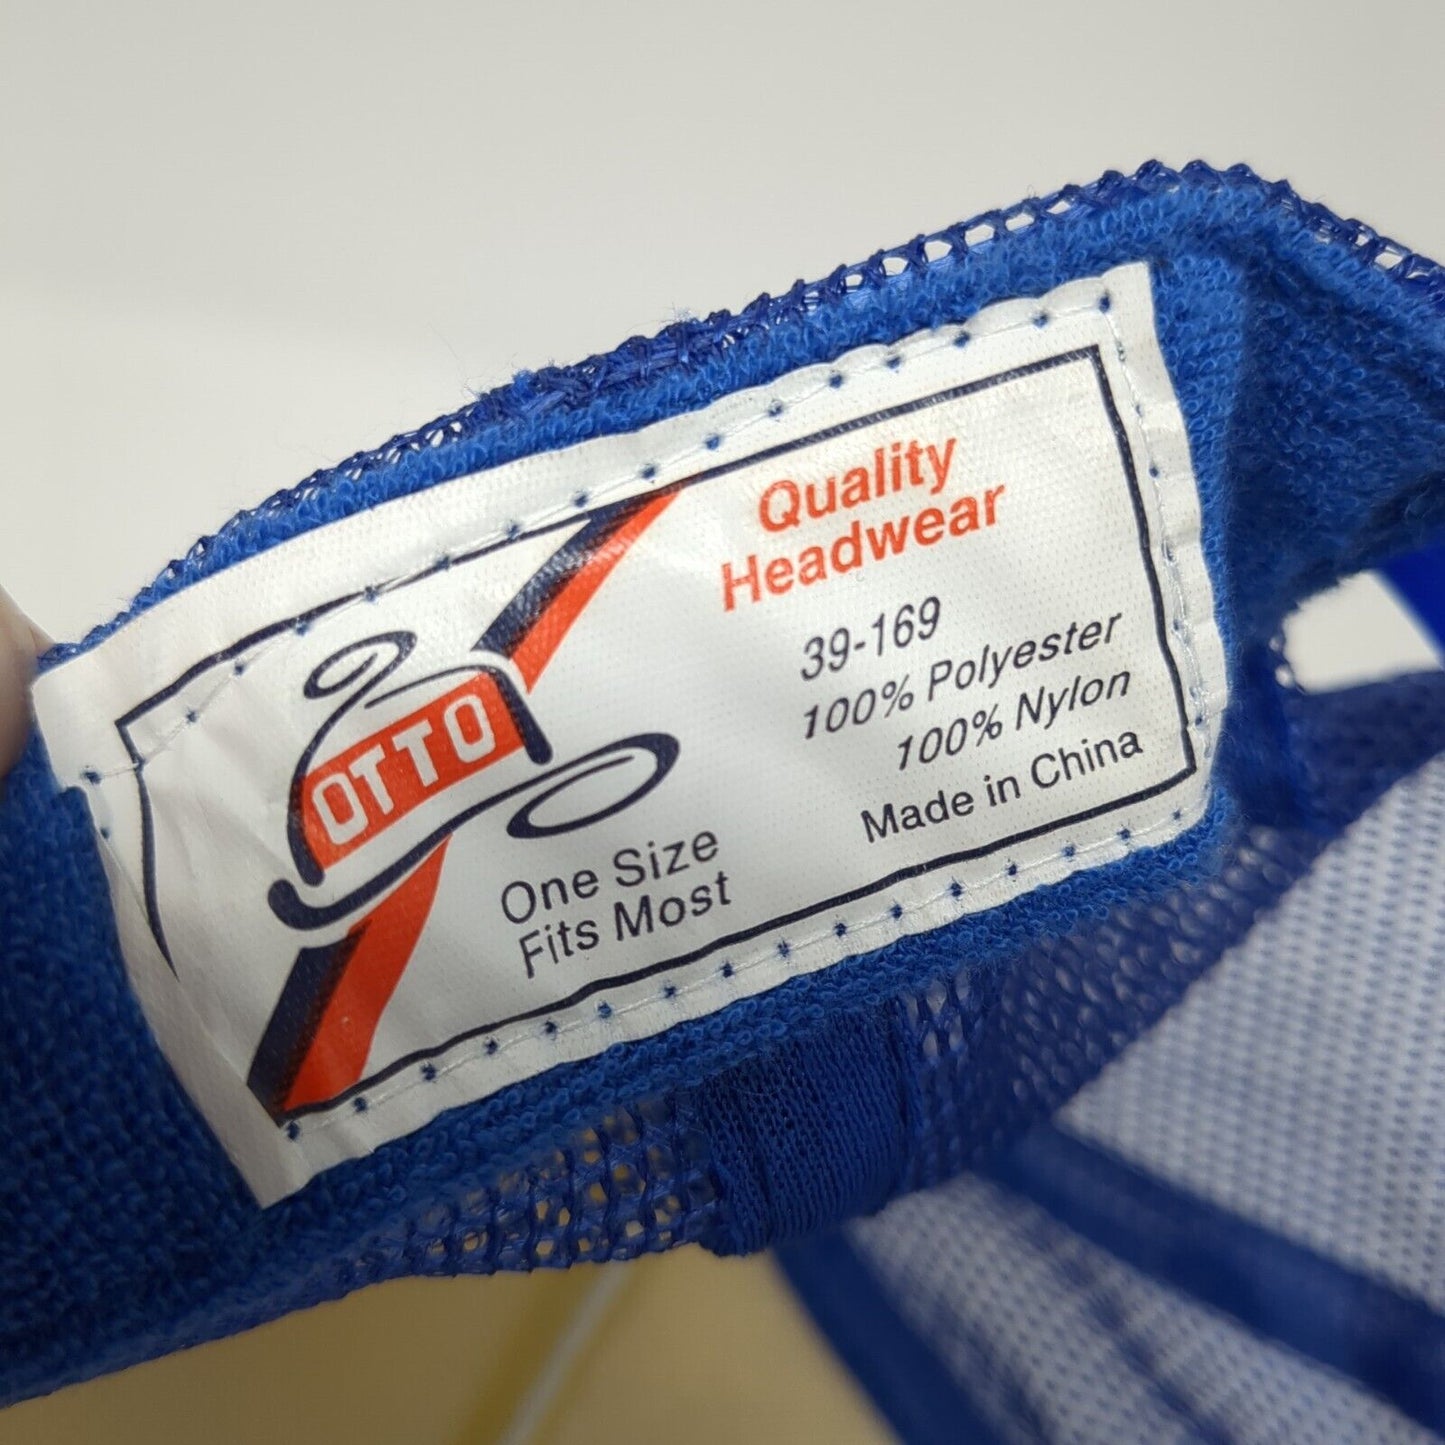 OTTO
One Size
Fits Most
Quality
Headwear
39-169
100% Polyester
100% Nylon
Made in China